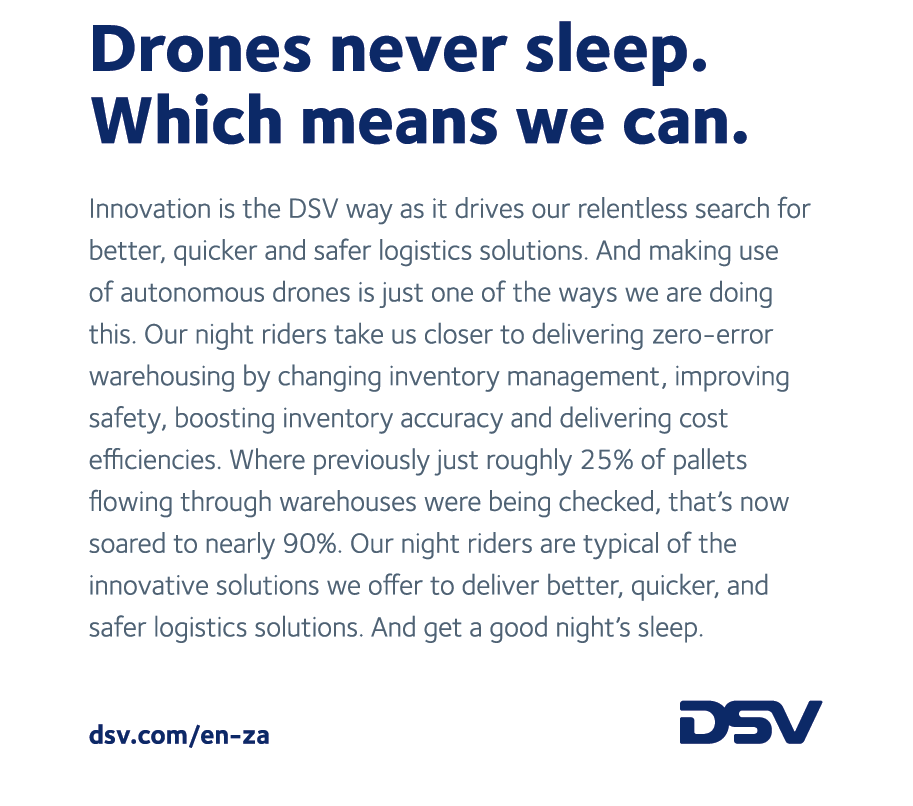 Drones never sleep.
Which means we can.
Innovation is the DSV way as it drives our relentless search for
better, quicker and safer logistics solutions. And making use
of autonomous drones is just one of the ways we are doing
this. Our night riders take us closer to delivering zero-error
warehousing by changing inventory management, improving
safety, boosting inventory accuracy and delivering cost
efficiencies. Where previously just roughly 25% of pallets
flowing through warehouses were being checked, that’s now
soared to nearly 90%. Our night riders are typical of the
innovative solutions we offer to deliver better, quicker, and
safer logistics solutions. And get a good night’s sleep.
dsv.com/en-za
DSV